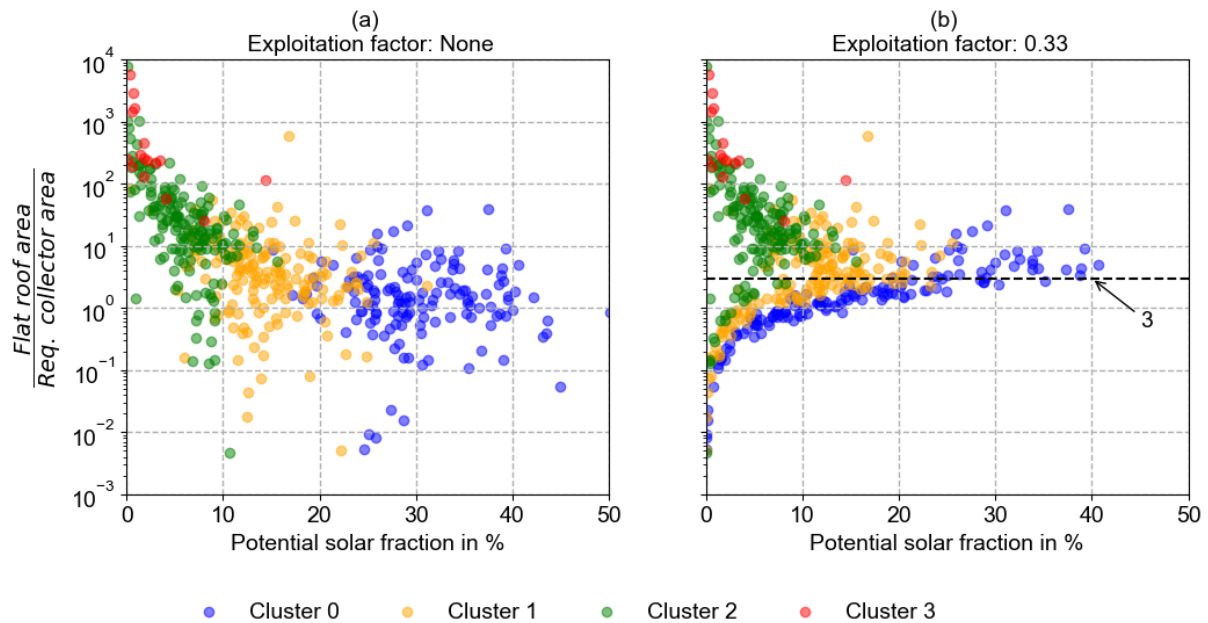 (a)
Exploitation factor: None
(b)
Exploitation factor: 0.33
Flat roof area
Req. collector area
10^4
10^3
10^2
10^1
10^0
10^-1
10^-2
10^-3
3
0 10 20 30 40 50
0 10 20 30 40 50
Potential solar fraction in %
Potential solar fraction in %
Cluster 0 Cluster 1 Cluster 2 Cluster 3